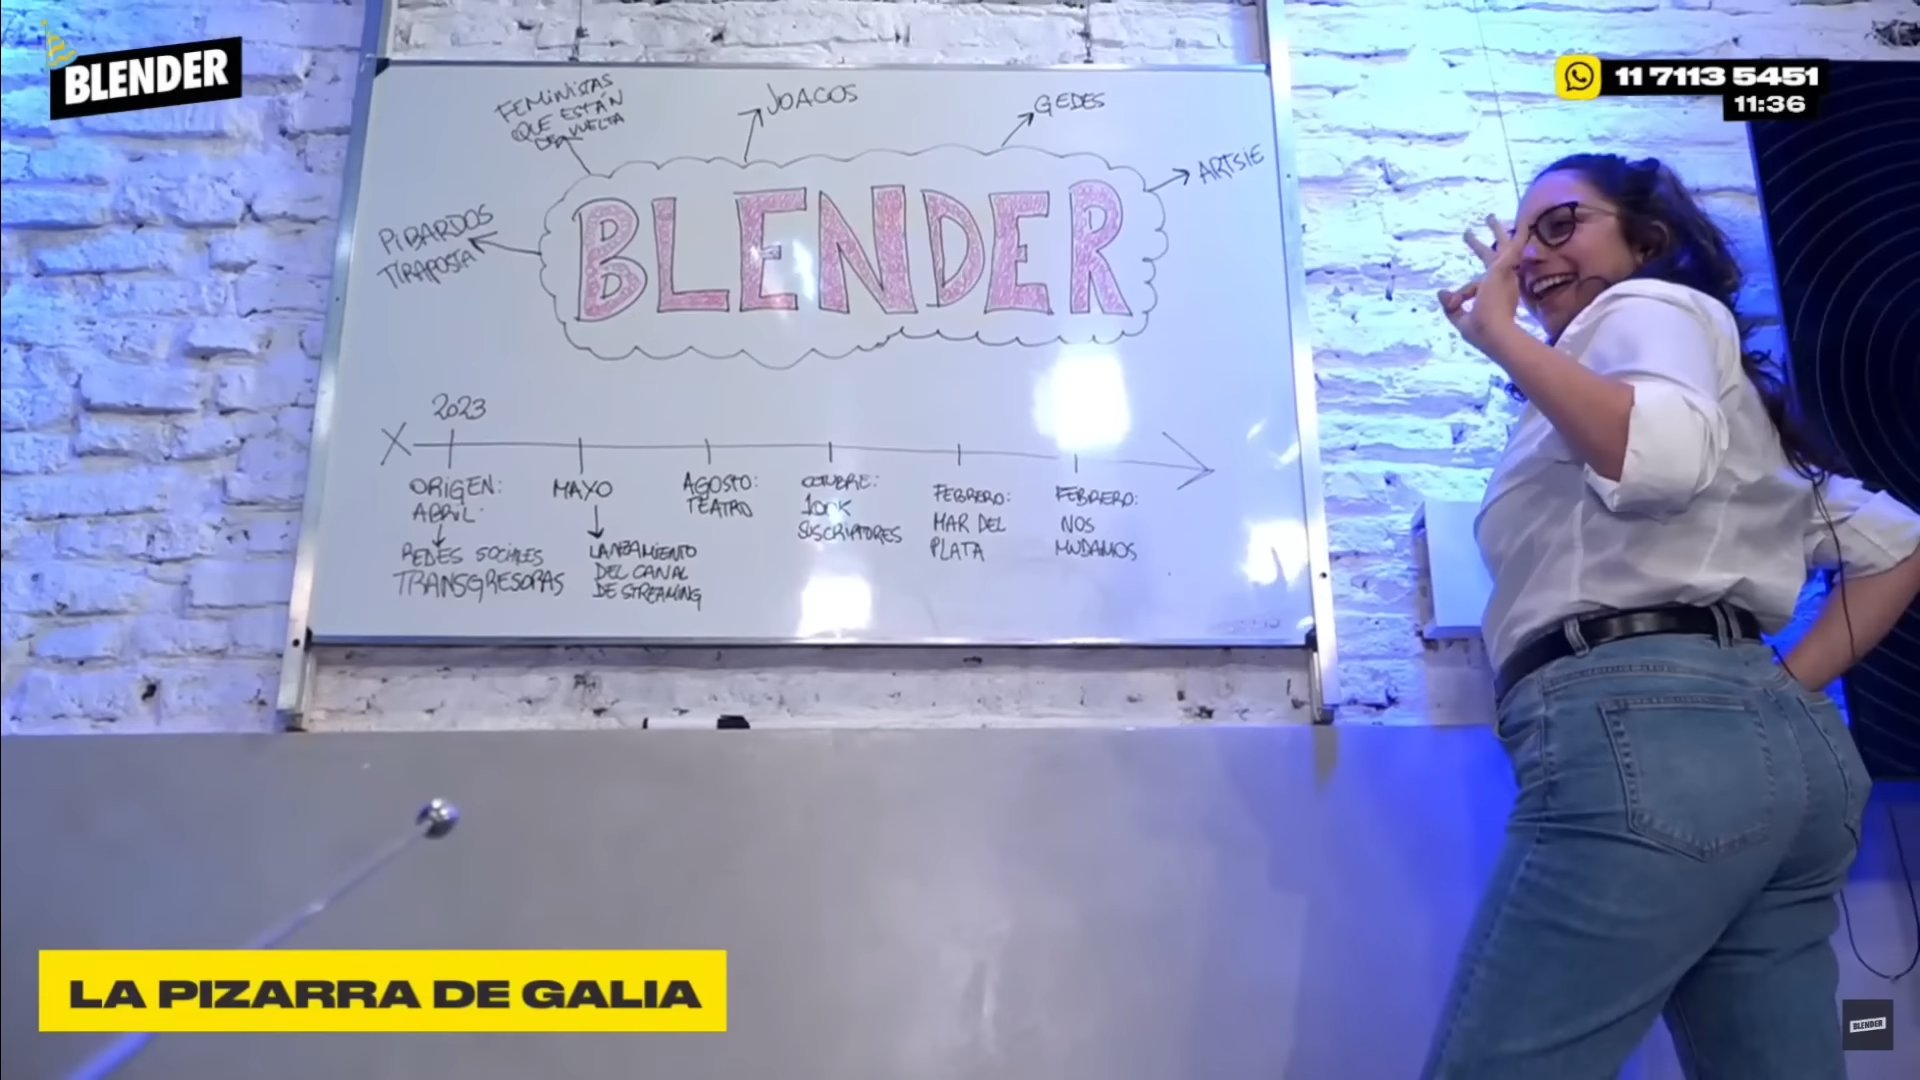 BLENDER
11 7113 5451
11:36
FEMINISTAS
QUE ESTÁN
DE VUELTA
JOACOS
GEDES
ARTSIE
PIBARDOS
TIRAPOSTA
BLENDER
2023
ORIGEN:
ABRIL
REDES SOCIALES
TRANSGRESORAS
MAYO
LANZAMIENTO
DEL CANAL
DE STREAMING
AGOSTO:
TEATRO
OCTUBRE:
100K
SUSCRIPTORES
FEBRERO:
MAR DEL
PLATA
FEBRERO:
NOS
MUDAMOS
LA PIZARRA DE GALIA
BLENDER